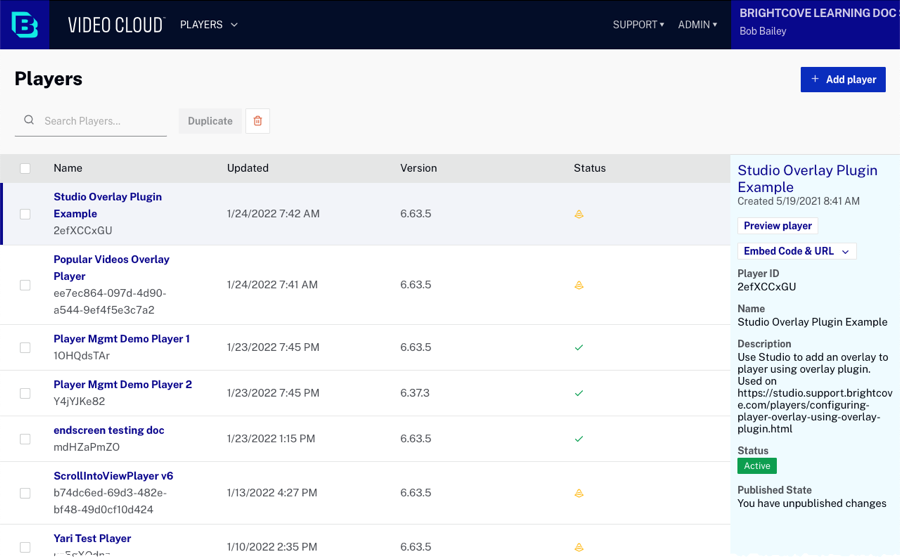 VIDEO CLOUD
PLAYERS
SUPPORT
ADMIN
BRIGHTCOVE LEARNING DOC
Bob Bailey
Players
+ Add player
Search Players...
Duplicate
Name Updated Version Status
Studio Overlay Plugin
Example
2efXCCxGU
1/24/2022 7:42 AM
6.63.5
Popular Videos Overlay
Player
ee7ec864-097d-4d90-
a544-9ef4f5e3c7a2
1/24/2022 7:41 AM
6.63.5
Player Mgmt Demo Player 1
1OHQdsTAr
1/23/2022 7:45 PM
6.63.5
Player Mgmt Demo Player 2
Y4jYJKe82
1/23/2022 7:45 PM
6.37.3
endscreen testing doc
mdHZaPmZO
1/23/2022 1:15 PM
6.63.5
ScrollIntoViewPlayer v6
b74dc6ed-69d3-482e-
bf48-49d0cf10d424
1/13/2022 4:27 PM
6.63.5
Yari Test Player
1/10/2022 2:35 PM
6.63.5
Studio Overlay Plugin
Example
Created 5/19/2021 8:41 AM
Preview player
Embed Code & URL
Player ID
2efXCCxGU
Name
Studio Overlay Plugin Example
Description
Use Studio to add an overlay to
player using overlay plugin.
Used on
https://studio.support.brightcov
e.com/players/configuring-
player-overlay-using-overlay-
plugin.html
Status
Active
Published State
You have unpublished changes